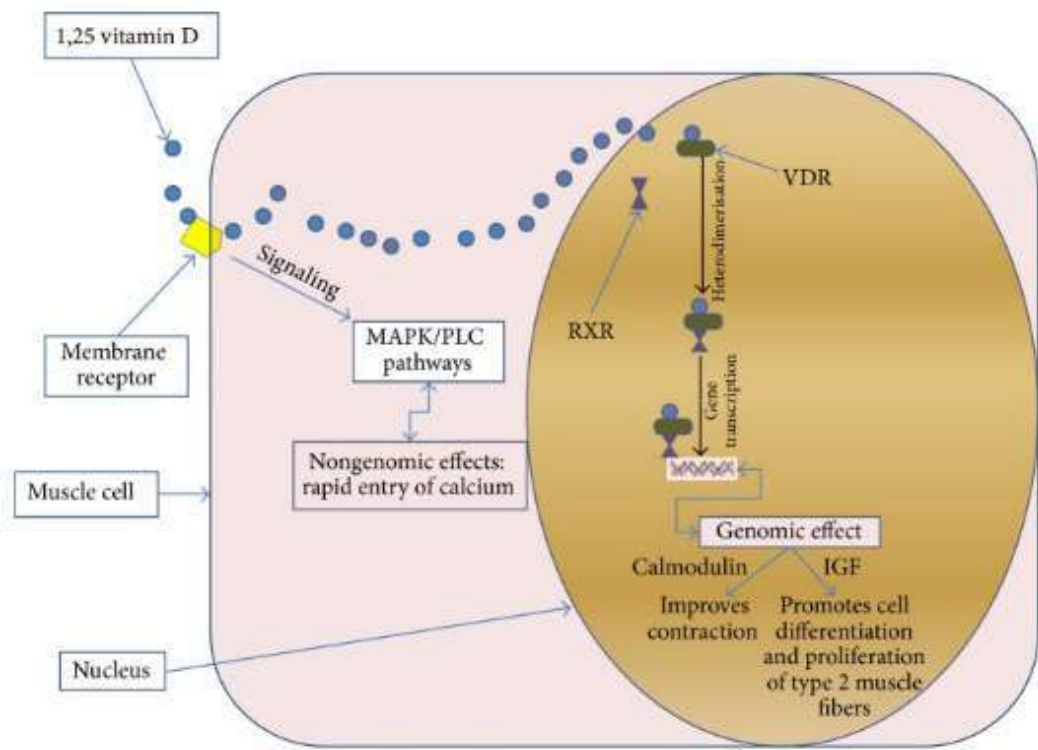 1,25 vitamin D
VDR
Heterodimerisation
Signaling
RXR
MAPK/PLC
pathways
Membrane
receptor
Gene
transcription
Nongenomic effects:
rapid entry of calcium
Muscle cell
Genomic effect
Calmodulin
IGF
Improves
contraction
Promotes cell
differentiation
and proliferation
of type 2 muscle
fibers
Nucleus